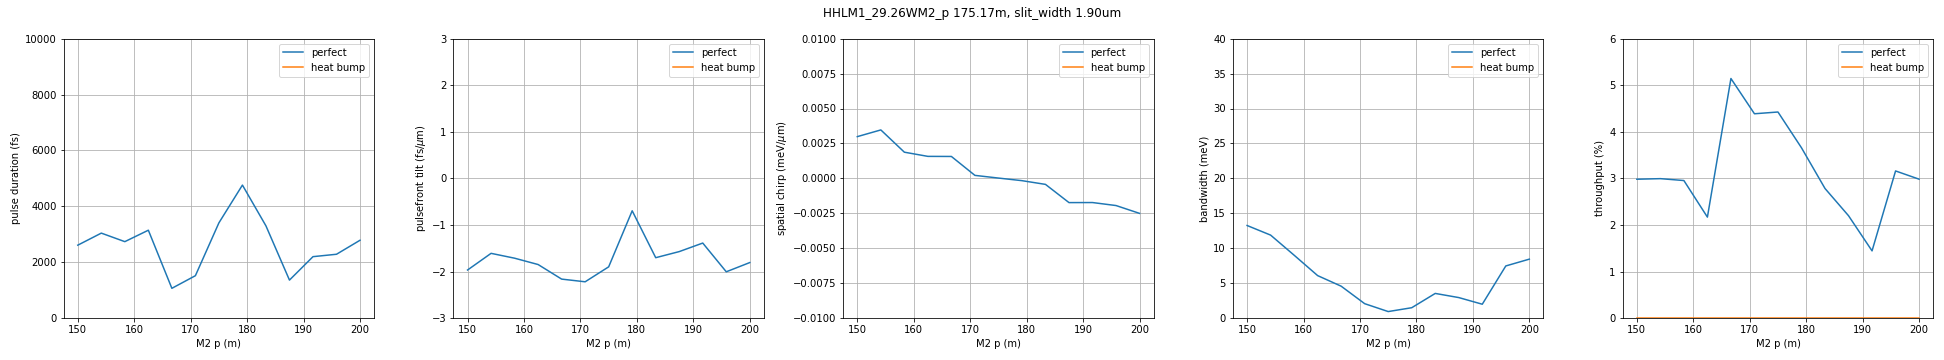 HHLM1_29.26WM2_p 175.17m, slit_width 1.90um
pulse duration (fs)
10000
8000
6000
4000
2000
0
perfect
heat bump
150 160 170 180 190 200
M2 p (m)
pulsefront tilt (fs/μm)
3
2
1
0
−1
−2
−3
perfect
heat bump
150 160 170 180 190 200
M2 p (m)
spatial chirp (meV/μm)
0.0100
0.0075
0.0050
0.0025
0.0000
−0.0025
−0.0050
−0.0075
−0.0100
perfect
heat bump
150 160 170 180 190 200
M2 p (m)
bandwidth (meV)
40
35
30
25
20
15
10
5
0
perfect
heat bump
150 160 170 180 190 200
M2 p (m)
throughput (%)
6
5
4
3
2
1
0
perfect
heat bump
150 160 170 180 190 200
M2 p (m)